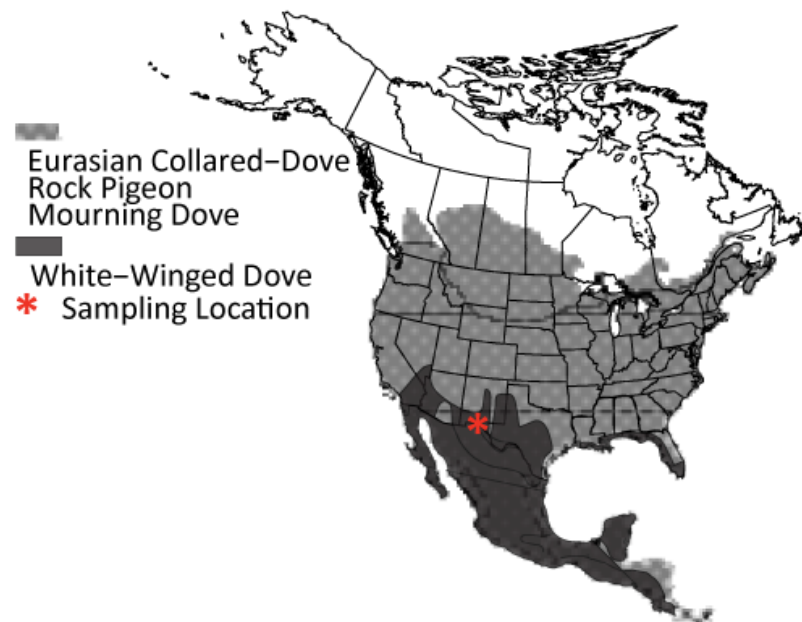 Eurasian Collared–Dove
Rock Pigeon
Mourning Dove
White–Winged Dove
* Sampling Location